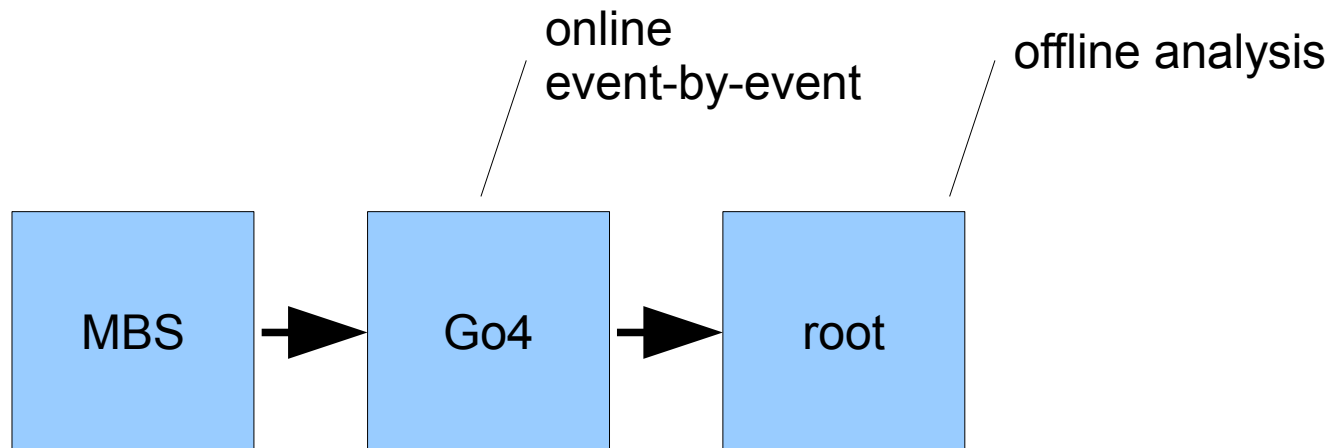 online
event-by-event
offline analysis
MBS
Go4
root